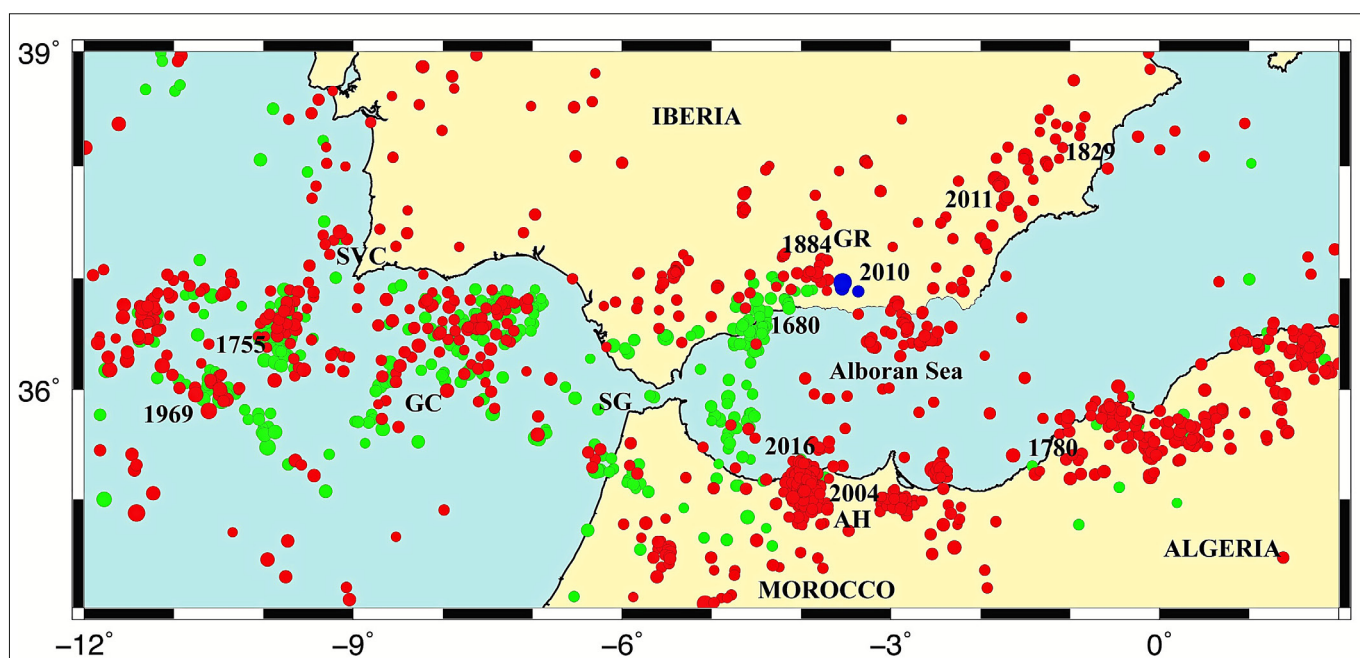 39°
IBERIA
1829
2011
SVC
1884 GR
2010
1680
1755
36°
Alboran Sea
1969
GC
SG
2016
1780
2004
AH
ALGERIA
MOROCCO
−12° −9° −6° −3° 0°